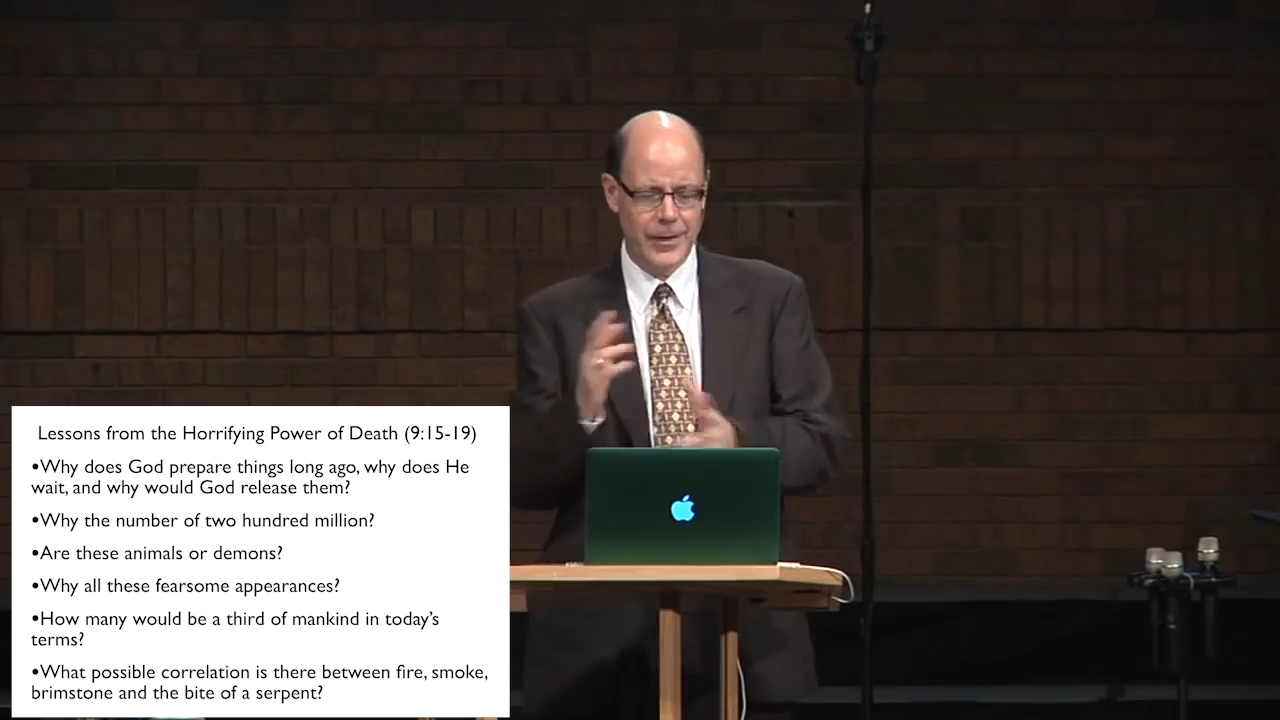 Lessons from the Horrifying Power of Death (9:15-19)
•Why does God prepare things long ago, why does He
wait, and why would God release them?
•Why the number of two hundred million?
•Are these animals or demons?
•Why all these fearsome appearances?
•How many would be a third of mankind in today’s
terms?
•What possible correlation is there between fire, smoke,
brimstone and the bite of a serpent?